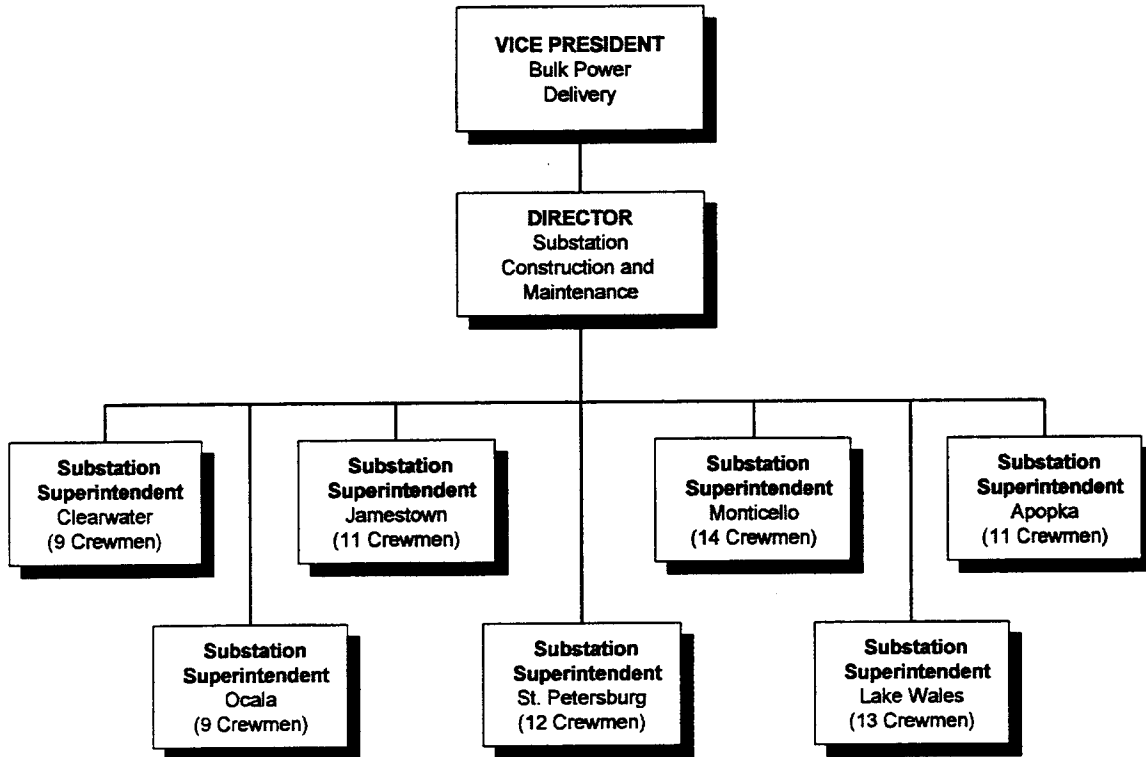 VICE PRESIDENT
Bulk Power
Delivery
DIRECTOR
Substation
Construction and
Maintenance
Substation
Superintendent
Clearwater
(9 Crewmen)
Substation
Superintendent
Jamestown
(11 Crewmen)
Substation
Superintendent
Monticello
(14 Crewmen)
Substation
Superintendent
Apopka
(11 Crewmen)
Substation
Superintendent
Ocala
(9 Crewmen)
Substation
Superintendent
St. Petersburg
(12 Crewmen)
Substation
Superintendent
Lake Wales
(13 Crewmen)